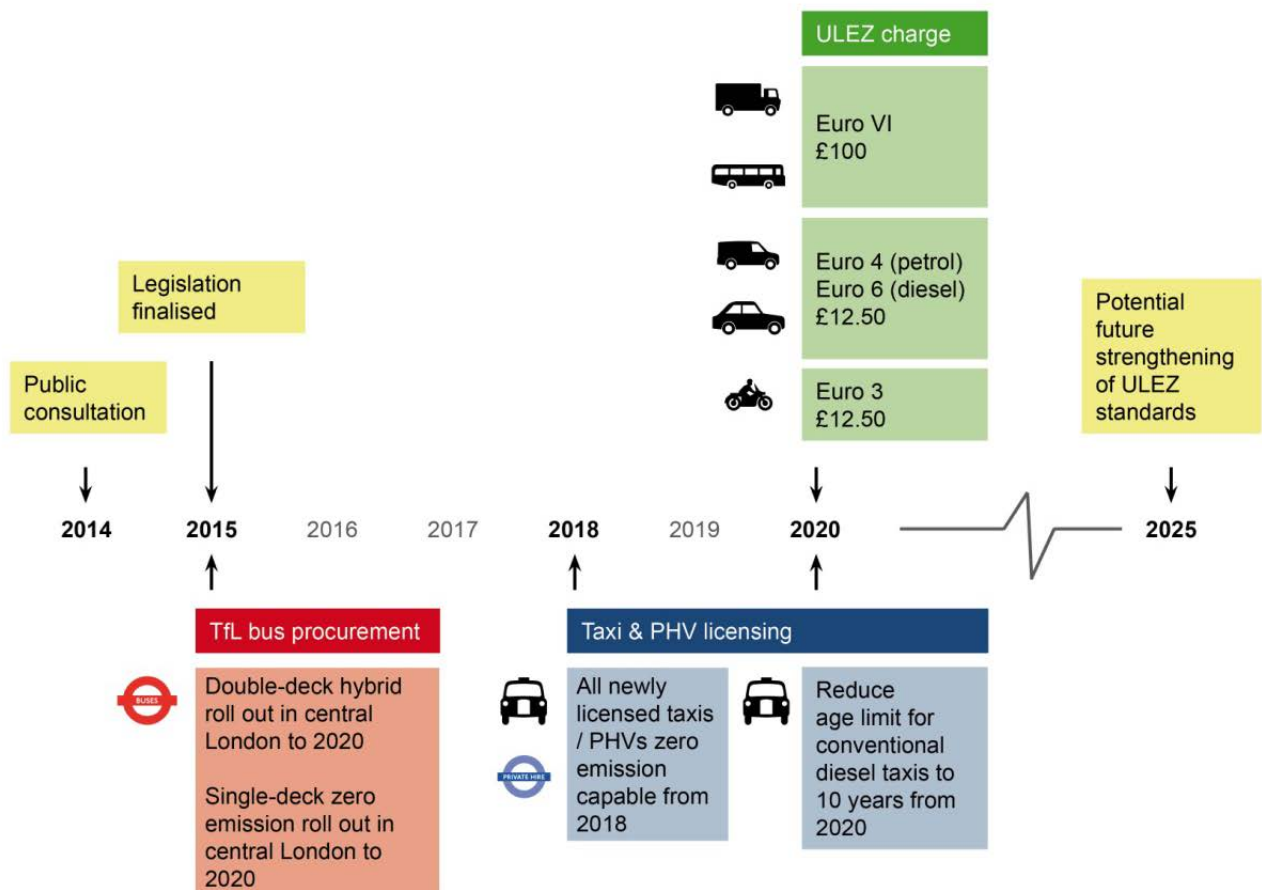 ULEZ charge
Euro VI
£100
Euro 4 (petrol)
Euro 6 (diesel)
£12.50
Euro 3
£12.50
Legislation
finalised
Public
consultation
Potential
future
strengthening
of ULEZ
standards
2014 2015 2016 2017 2018 2019 2020 2025
TfL bus procurement
BUSES
Double-deck hybrid
roll out in central
London to 2020
Single-deck zero
emission roll out in
central London to
2020
Taxi & PHV licensing
PRIVATE HIRE
All newly
licensed taxis
/ PHVs zero
emission
capable from
2018
Reduce
age limit for
conventional
diesel taxis to
10 years from
2020